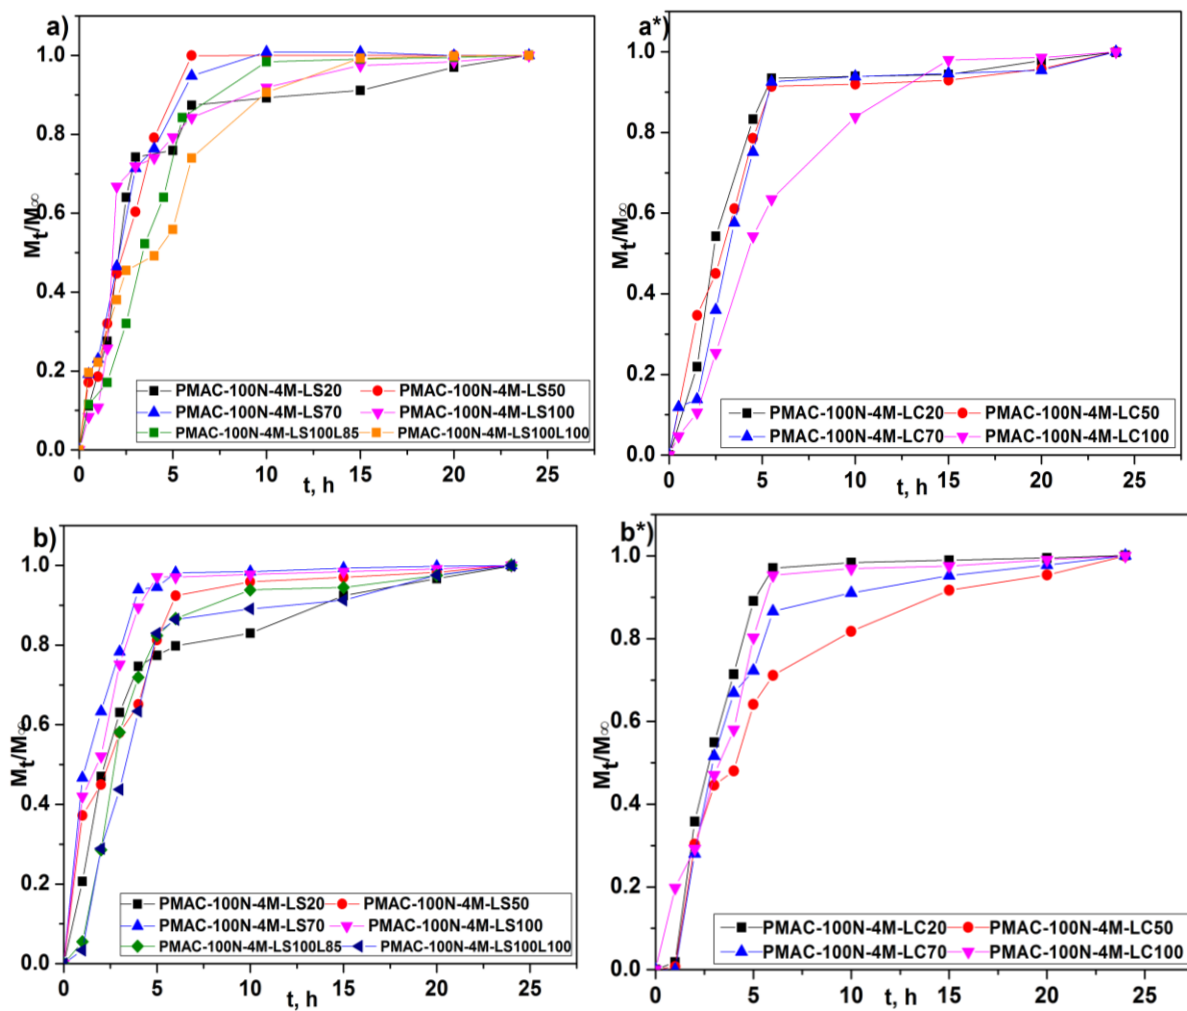 a)
1.0
0.8
0.6
0.4
0.2
0.0
Mt/M∞
PMAC-100N-4M-LS20 PMAC-100N-4M-LS50
PMAC-100N-4M-LS70 PMAC-100N-4M-LS100
PMAC-100N-4M-LS100L85 PMAC-100N-4M-LS100L100
0 5 10 15 20 25
t, h
a*)
1.0
0.8
0.6
0.4
0.2
0.0
Mt/M∞
PMAC-100N-4M-LC20 PMAC-100N-4M-LC50
PMAC-100N-4M-LC70 PMAC-100N-4M-LC100
0 5 10 15 20 25
t, h
b)
1.0
0.8
0.6
0.4
0.2
0.0
Mt/M∞
PMAC-100N-4M-LS20 PMAC-100N-4M-LS50
PMAC-100N-4M-LS70 PMAC-100N-4M-LS100
PMAC-100N-4M-LS100L85 PMAC-100N-4M-LS100L100
0 5 10 15 20 25
t, h
b*)
1.0
0.8
0.6
0.4
0.2
0.0
Mt/M∞
PMAC-100N-4M-LC20 PMAC-100N-4M-LC50
PMAC-100N-4M-LC70 PMAC-100N-4M-LC100
0 5 10 15 20 25
t, h